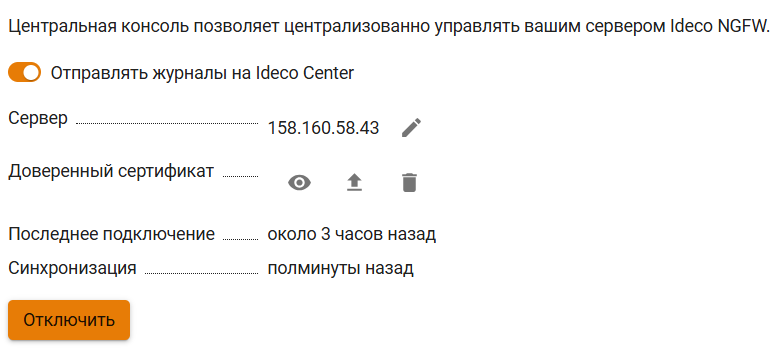 Центральная консоль позволяет централизованно управлять вашим сервером Ideco NGFW.
Отправлять журналы на Ideco Center
Сервер 158.160.58.43
Доверенный сертификат
Последнее подключение около 3 часов назад
Синхронизация полминуты назад
Отключить